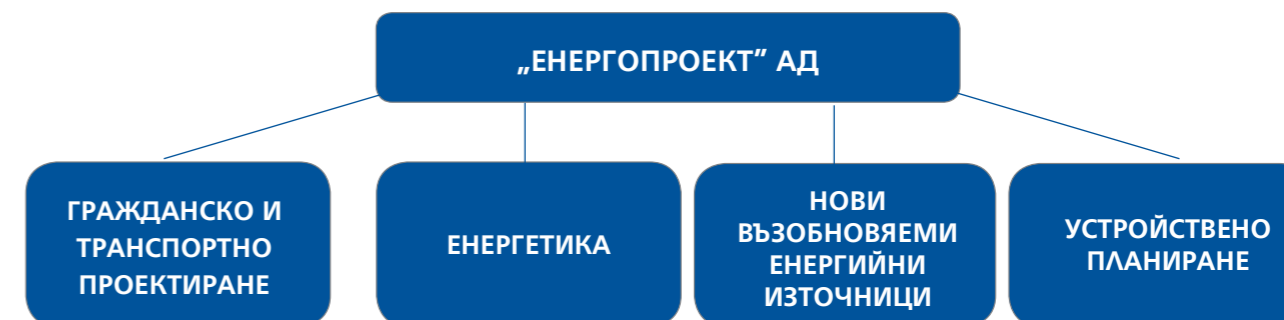 „ЕНЕРГОПРОЕКТ” АД
ГРАЖДАНСКО И
ТРАНСПОРТНО
ПРОЕКТИРАНЕ
ЕНЕРГЕТИКА
НОВИ
ВЪЗОБНОВЯЕМИ
ЕНЕРГИЙНИ
ИЗТОЧНИЦИ
УСТРОЙСТВЕНО
ПЛАНИРАНЕ